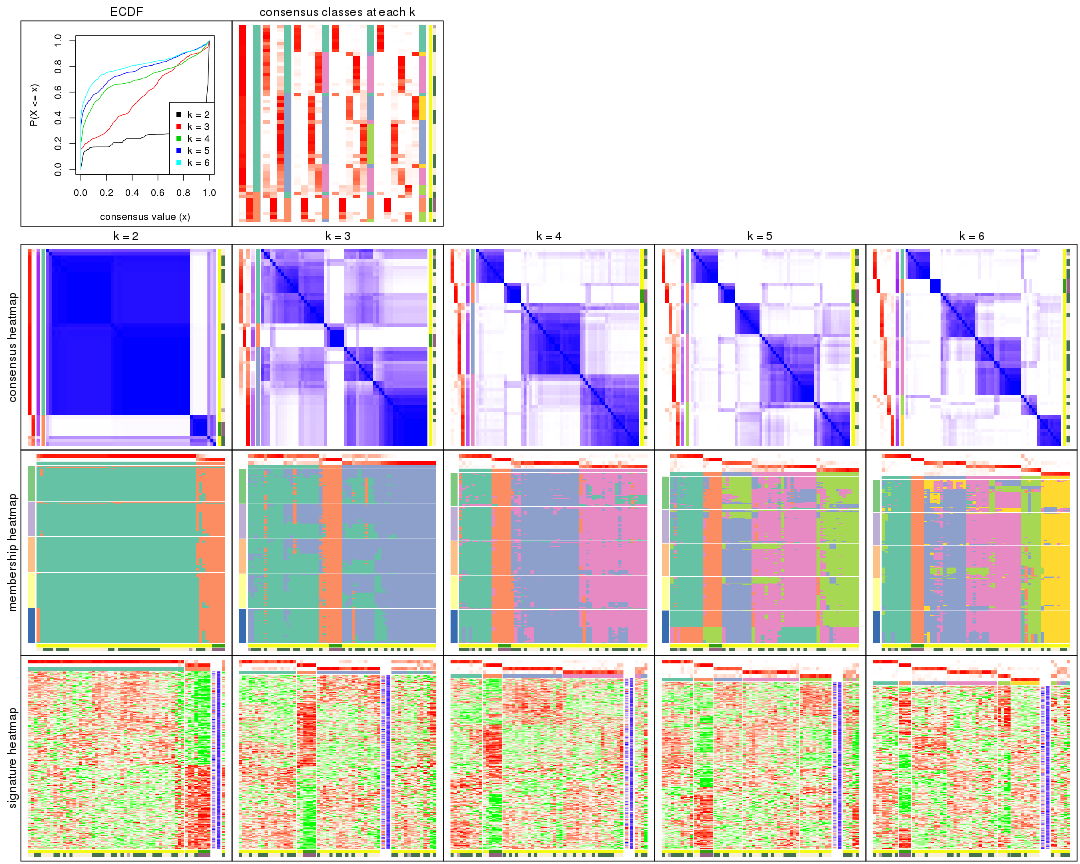 ECDF
consensus classes at each k
P(X <= x)
1.0
0.8
0.6
0.4
0.2
0.0
k = 2
k = 3
k = 4
k = 5
k = 6
0.0 0.2 0.4 0.6 0.8 1.0
consensus value (x)
k = 2 k = 3 k = 4 k = 5 k = 6
consensus heatmap
membership heatmap
signature heatmap